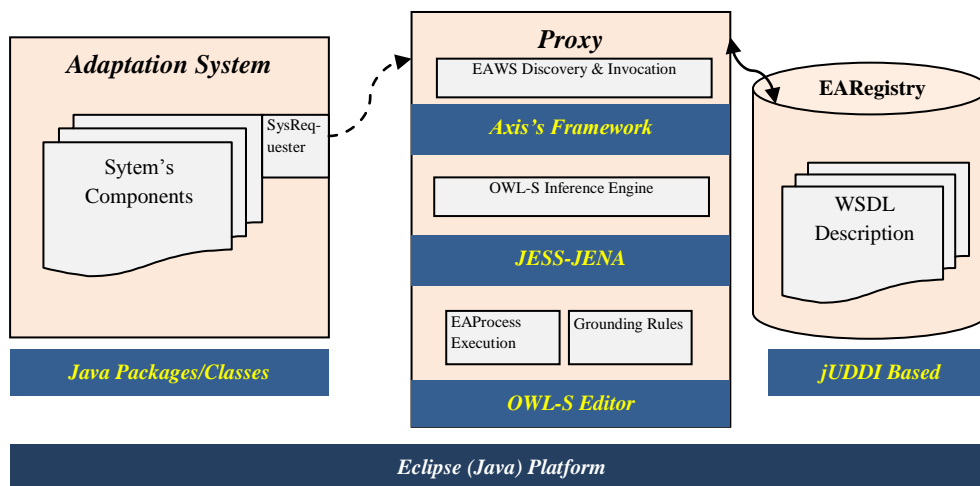 Adaptation System
SysReq-
uester
Sytem's
Components
Java Packages/Classes
Proxy
EAWS Discovery & Invocation
Axis's Framework
OWL-S Inference Engine
JESS-JENA
EAProcess
Execution
Grounding Rules
OWL-S Editor
EARegistry
WSDL
Description
jUDDI Based
Eclipse (Java) Platform